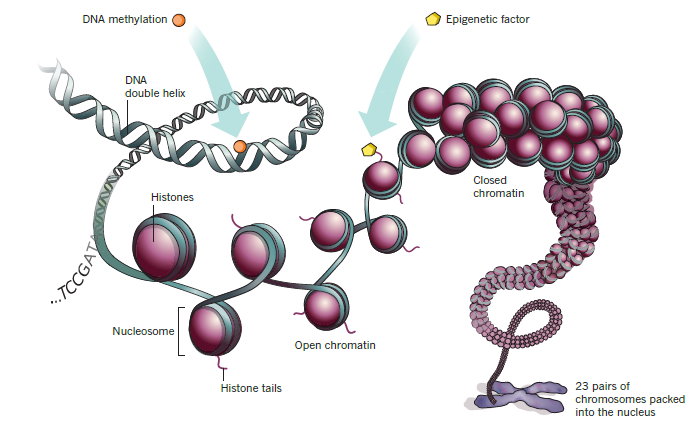 DNA methylation
Epigenetic factor
DNA
double helix
Closed
chromatin
Histones
...TCCGATA
Nucleosome
Open chromatin
Histone tails
23 pairs of
chromosomes packed
into the nucleus